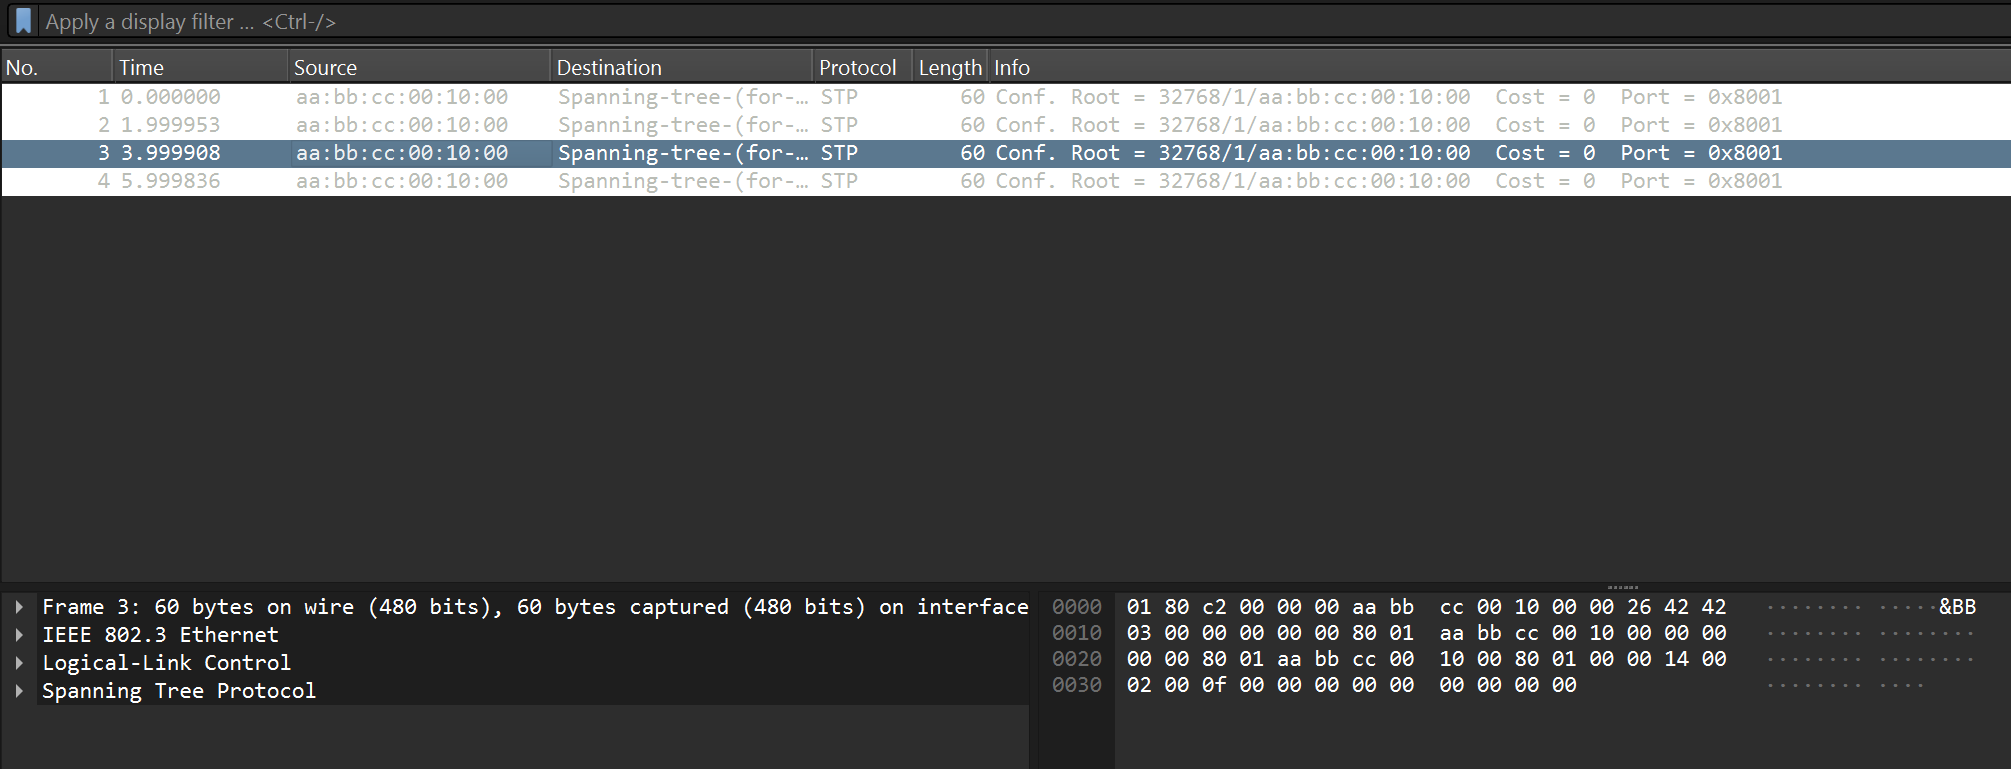 Apply a display filter ... <Ctrl-/>
No. Time Source Destination Protocol Length Info
1 0.000000 aa:bb:cc:00:10:00 Spanning-tree-(for-… STP 60 Conf. Root = 32768/1/aa:bb:cc:00:10:00 Cost = 0 Port = 0x8001
2 1.999953 aa:bb:cc:00:10:00 Spanning-tree-(for-… STP 60 Conf. Root = 32768/1/aa:bb:cc:00:10:00 Cost = 0 Port = 0x8001
3 3.999908 aa:bb:cc:00:10:00 Spanning-tree-(for-… STP 60 Conf. Root = 32768/1/aa:bb:cc:00:10:00 Cost = 0 Port = 0x8001
4 5.999836 aa:bb:cc:00:10:00 Spanning-tree-(for-… STP 60 Conf. Root = 32768/1/aa:bb:cc:00:10:00 Cost = 0 Port = 0x8001
Frame 3: 60 bytes on wire (480 bits), 60 bytes captured (480 bits) on interface
IEEE 802.3 Ethernet
Logical-Link Control
Spanning Tree Protocol
0000 01 80 c2 00 00 00 aa bb cc 00 10 00 00 26 42 42 ········ ·····&BB
0010 03 00 00 00 00 00 80 01 aa bb cc 00 10 00 00 00 ········ ········
0020 00 00 80 01 aa bb cc 00 10 00 80 01 00 00 14 00 ········ ········
0030 02 00 0f 00 00 00 00 00 00 00 00 00 ········ ····